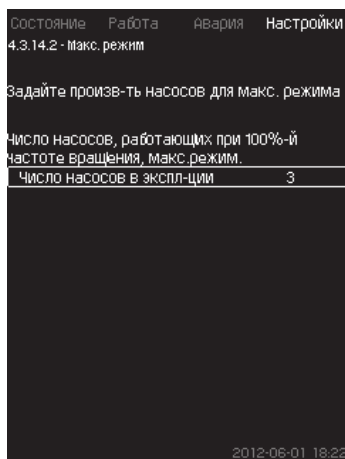 Состояние Работа Авария Настройки
4.3.14.2 - Макс. режим
Задайте произв-ть насосов для макс. режима
Число насосов, работающих при 100%-й
частоте вращения, макс.режим.
Число насосов в экспл-ции 3
2012-06-01 18:22